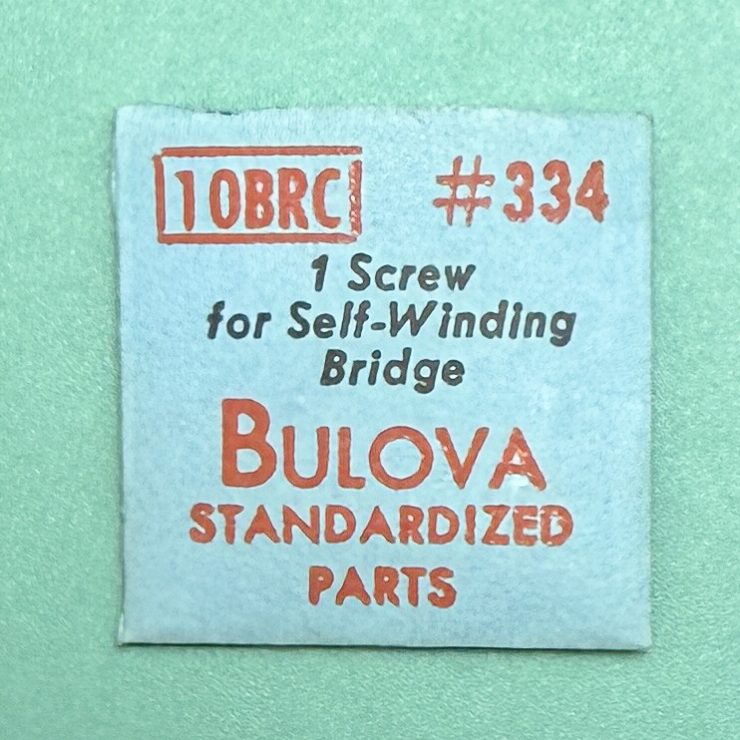 10BRC #334
1 Screw
for Self-Winding
Bridge
BULOVA
STANDARDIZED
PARTS